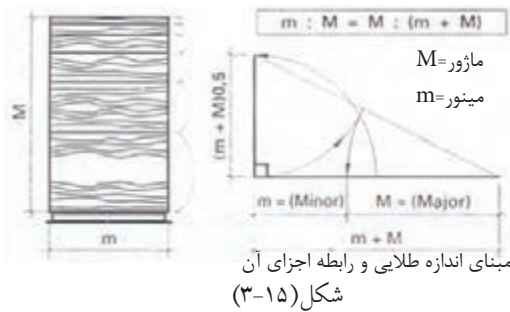 m : M = M : (m + M)
ماژور=M
مینور=m
M
(m + M)0,5
m = (Minor)
M = (Major)
m
m + M
مبنای اندازه طلایی و رابطه اجزای آن
شکل(۱۵-۳)